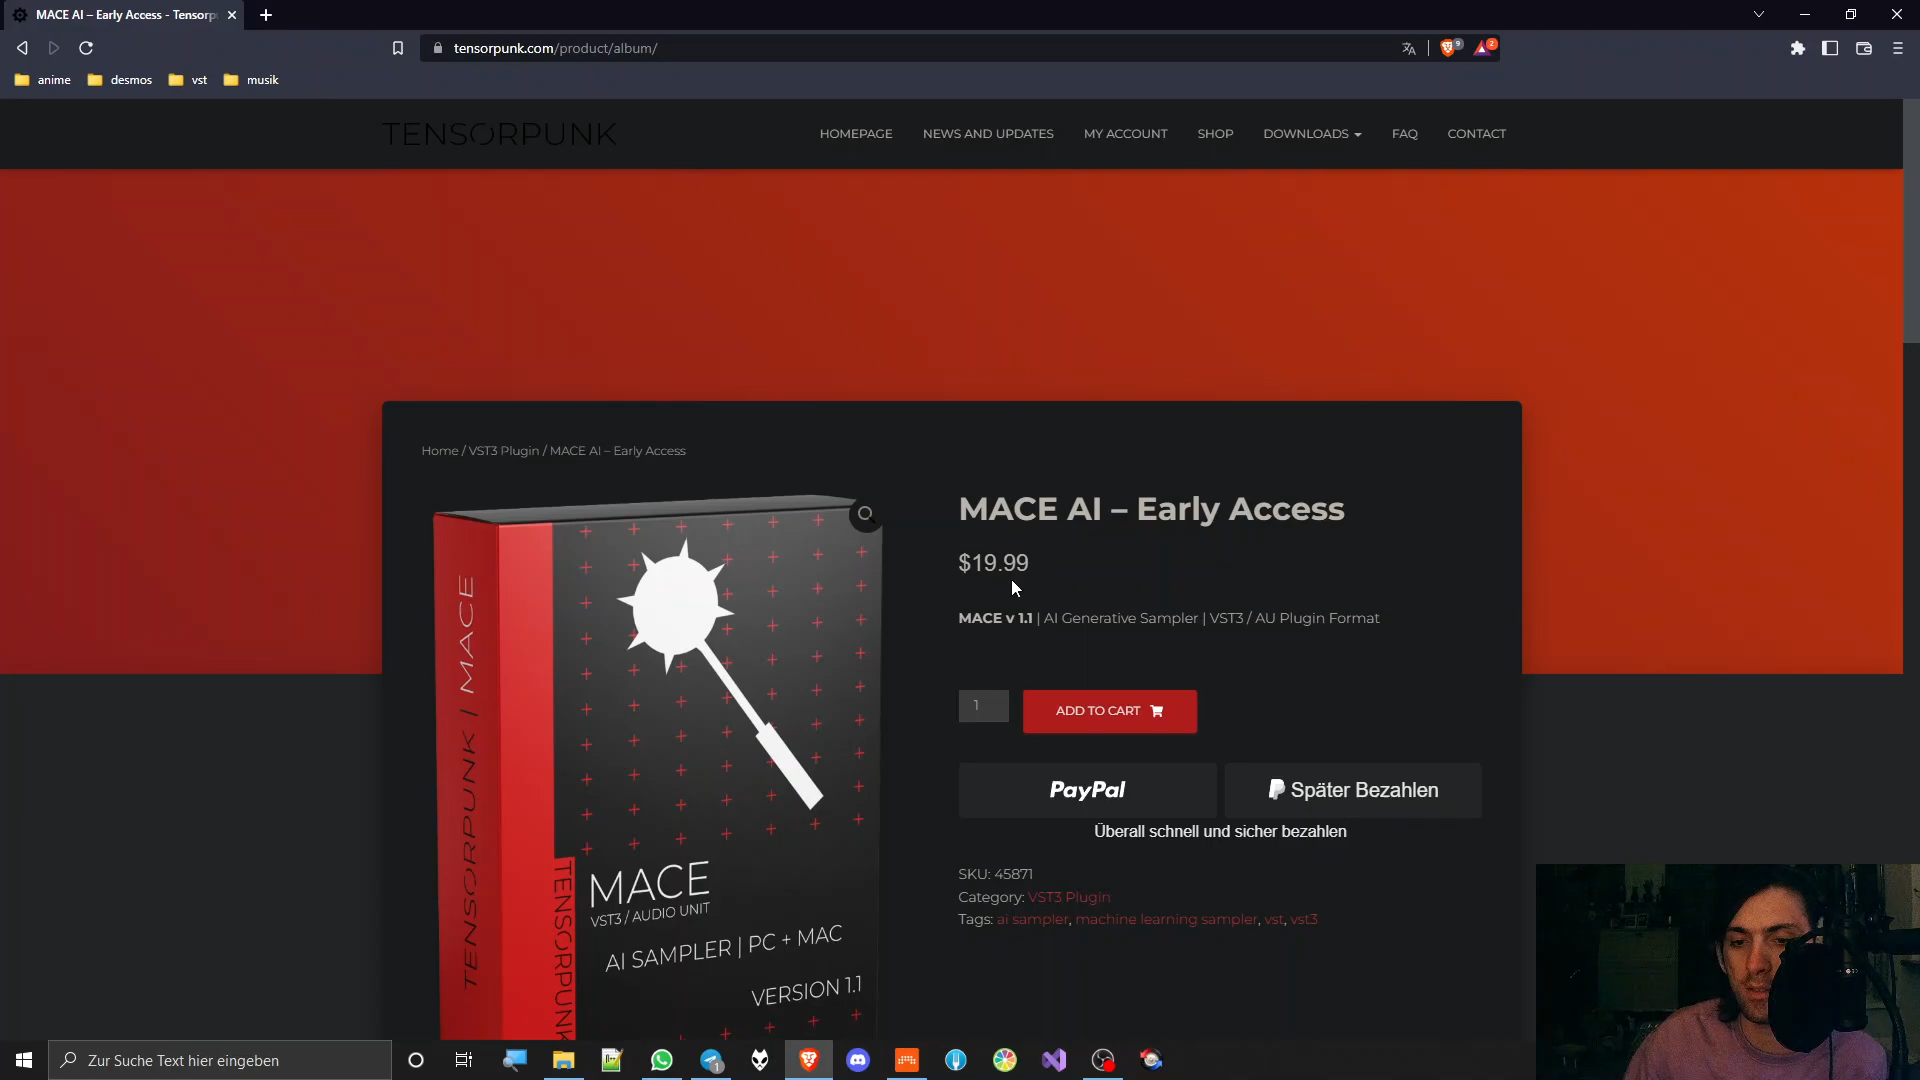 MACE AI – Early Access - Tensorp
tensorpunk.com/product/album/
9
2
anime
desmos
vst
musik
TENSORPUNK
HOMEPAGE
NEWS AND UPDATES
MY ACCOUNT
SHOP
DOWNLOADS
FAQ
CONTACT
Home / VST3 Plugin / MACE AI – Early Access
MACE AI – Early Access
$19.99
MACE v 1.1 | AI Generative Sampler | VST3 / AU Plugin Format
1
ADD TO CART
PayPal
Später Bezahlen
Überall schnell und sicher bezahlen
SKU: 45871
Category: VST3 Plugin
Tags: ai sampler, machine learning sampler, vst, vst3
TENSORPUNK | MACE
TENSORPUNK
MACE
VST3 / AUDIO UNIT
AI SAMPLER | PC + MAC
VERSION 1.1
Zur Suche Text hier eingeben
1